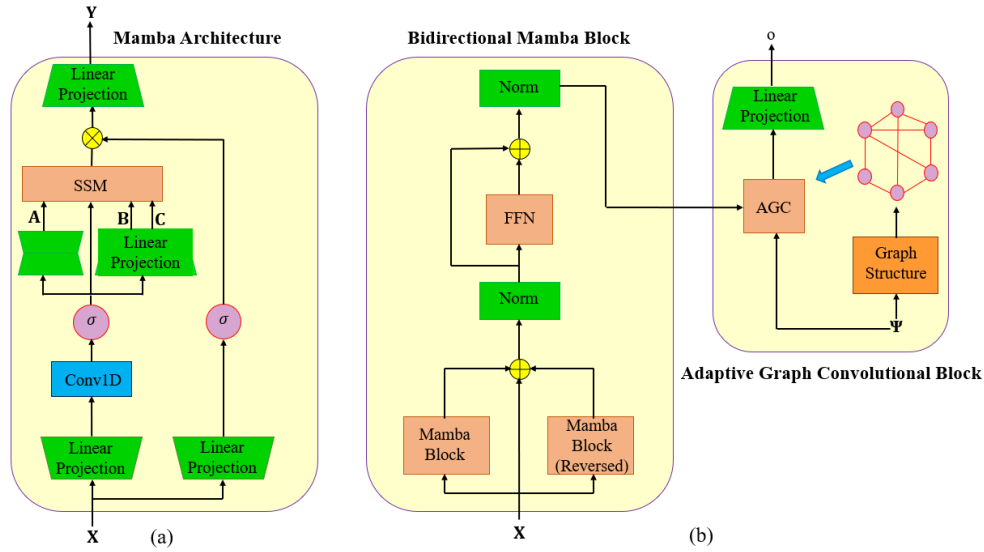 Y
Mamba Architecture
Linear
Projection
SSM
A
B
C
Linear
Projection
σ
σ
Conv1D
Linear
Projection
Linear
Projection
X
(a)
Bidirectional Mamba Block
Norm
FFN
Norm
Mamba
Block
Mamba
Block
(Reversed)
X
(b)
o
Linear
Projection
AGC
Graph
Structure
Ψ
Adaptive Graph Convolutional Block